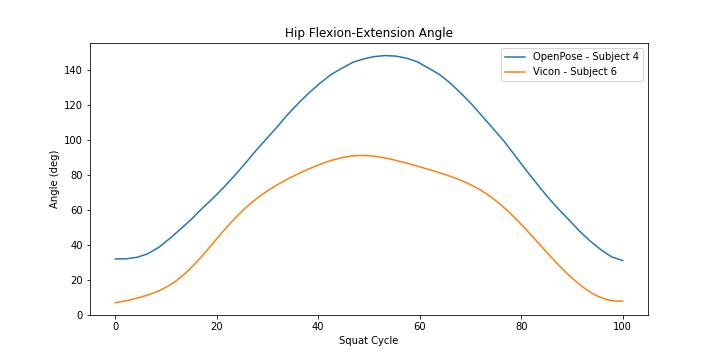 Hip Flexion-Extension Angle
OpenPose - Subject 4
Vicon - Subject 6
Angle (deg)
140
120
100
80
60
40
20
0
0 20 40 60 80 100
Squat Cycle